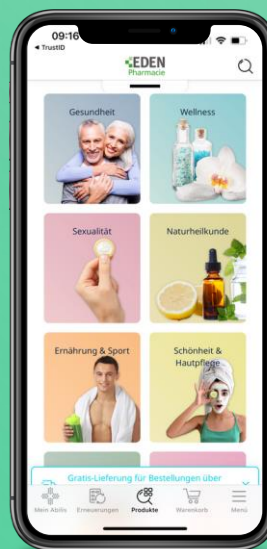 09:16
◀ TrustID
EDEN
Pharmacie
Gesundheit
Wellness
Sexualität
Naturheilkunde
Ernährung & Sport
Schönheit &
Hautpflege
Gratis-Lieferung für Bestellungen über
Mein Abilis
Erneuerungen
Produkte
Warenkorb
Menü